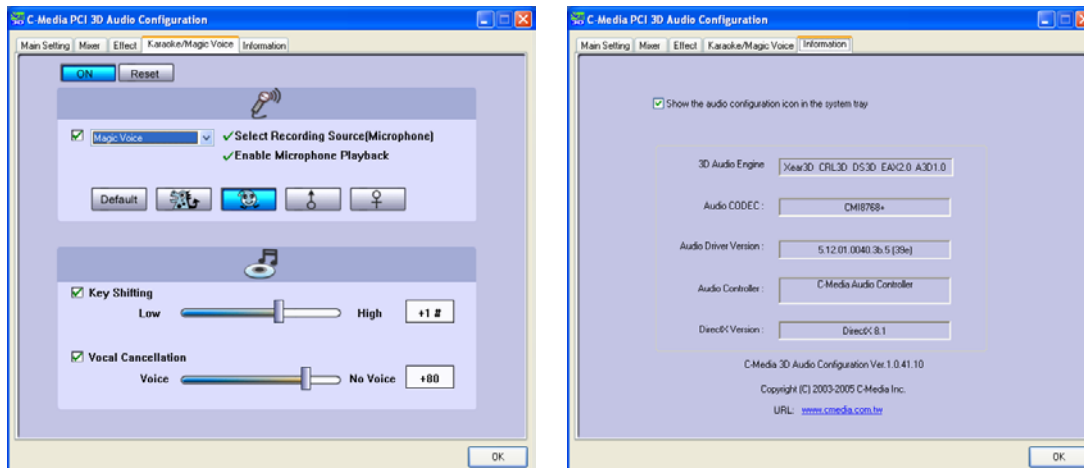 C-Media PCI 3D Audio Configuration
Main Setting Mixer Effect Karaoke/Magic Voice Information
ON Reset
Magic Voice
✓Select Recording Source(Microphone)
✓Enable Microphone Playback
Default
Key Shifting
Low High +1 #
Vocal Cancellation
Voice No Voice +80
OK
C-Media PCI 3D Audio Configuration
Main Setting Mixer Effect Karaoke/Magic Voice Information
Show the audio configuration icon in the system tray
3D Audio Engine Xear3D CRL3D DS3D EAX2.0 A3D1.0
Audio CODEC : CMI8768+
Audio Driver Version : 5.12.01.0040.3b.5 (39e)
Audio Controller : C-Media Audio Controller
DirectX Version : DirectX 8.1
C-Media 3D Audio Configuration Ver.1.0.41.10
Copyright (C) 2003-2005 C-Media Inc.
URL: www.cmedia.com.tw
OK